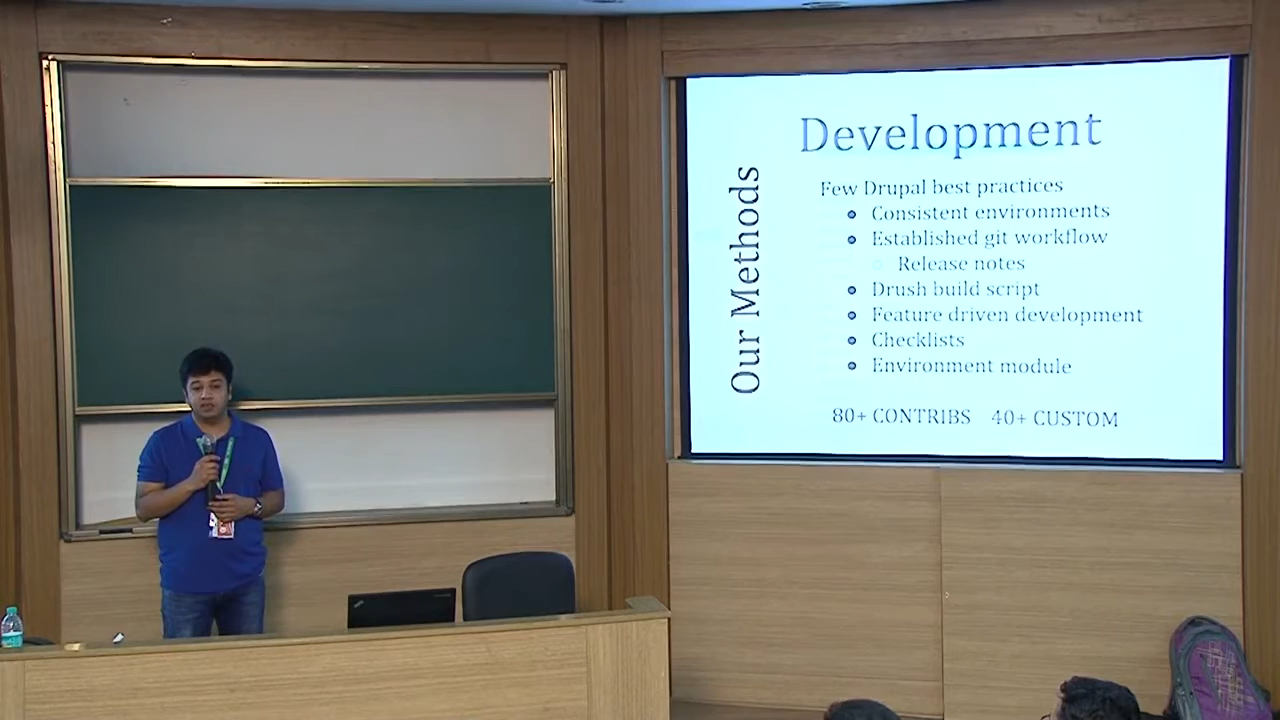 Development
Our Methods
Few Drupal best practices
Consistent environments
Established git workflow
Release notes
Drush build script
Feature driven development
Checklists
Environment module
80+ CONTRIBS 40+ CUSTOM